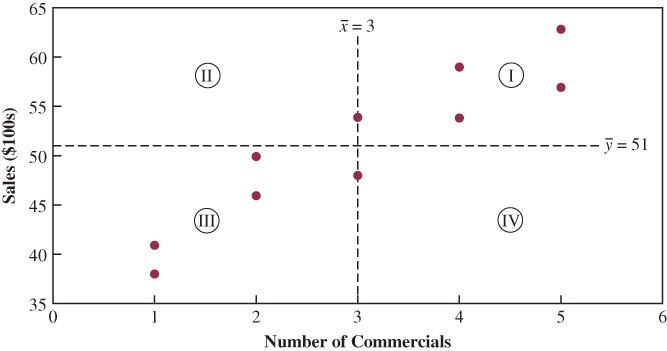 65
x̄ = 3
60
II
I
55
Sales ($100s)
ȳ = 51
50
45
III
IV
40
35
0 1 2 3 4 5 6
Number of Commercials